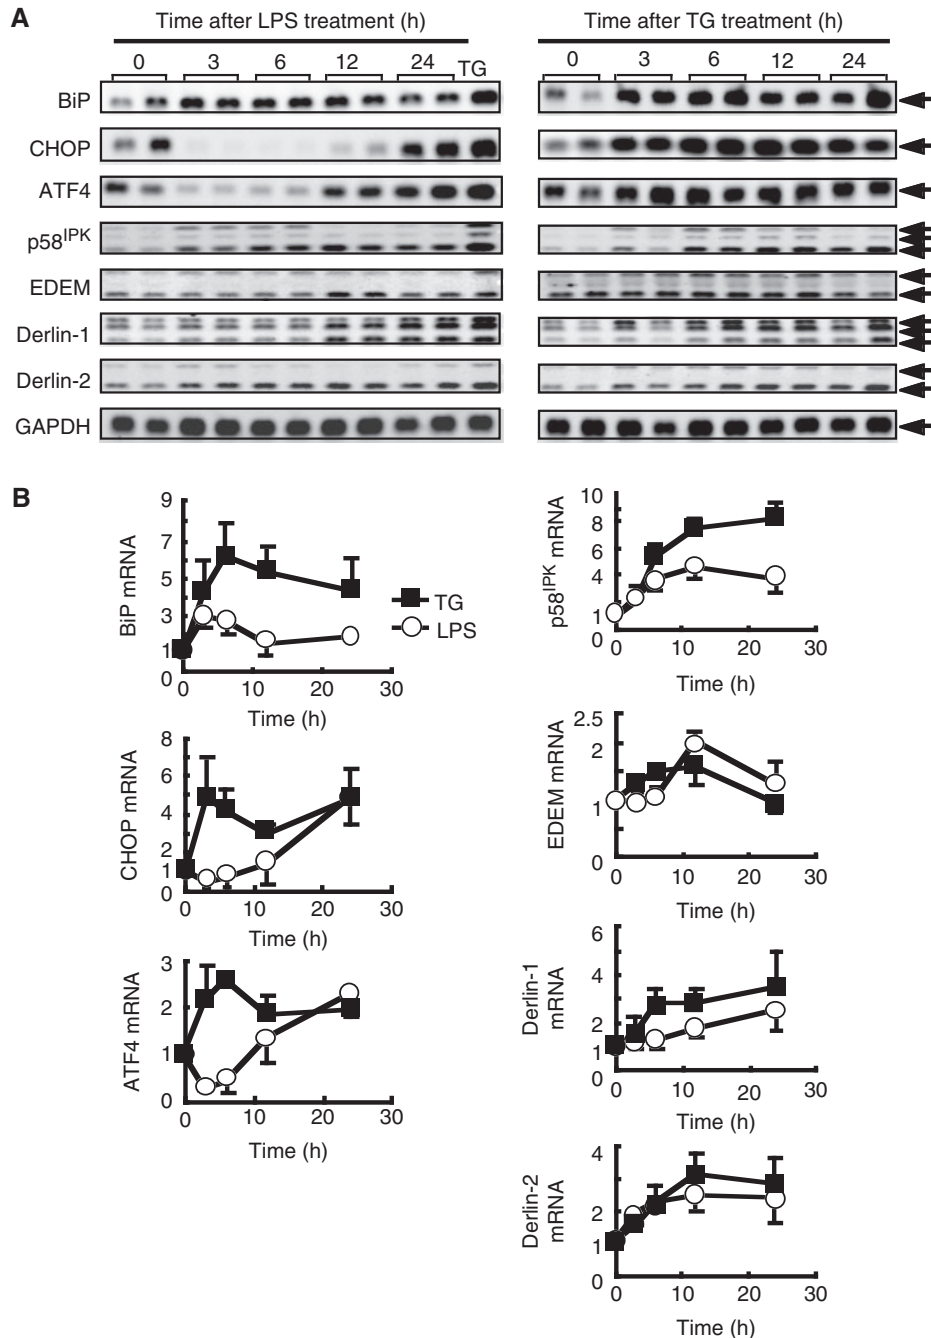 A
Time after LPS treatment (h)
0 3 6 12 24 TG
Time after TG treatment (h)
0 3 6 12 24
BiP
CHOP
ATF4
p58IPK
EDEM
Derlin-1
Derlin-2
GAPDH
B
BiP mRNA
9
7
5
3
1
0
0 10 20 30
Time (h)
TG
LPS
CHOP mRNA
8
6
4
2
1
0
0 10 20 30
Time (h)
ATF4 mRNA
3
2
1
0
0 10 20 30
Time (h)
p58IPK mRNA
10
8
6
4
1
0
0 10 20 30
Time (h)
EDEM mRNA
2.5
2
1
0
0 10 20 30
Time (h)
Derlin-1
mRNA
6
4
2
1
0
0 10 20 30
Time (h)
Derlin-2
mRNA
4
2
1
0
0 10 20 30
Time (h)